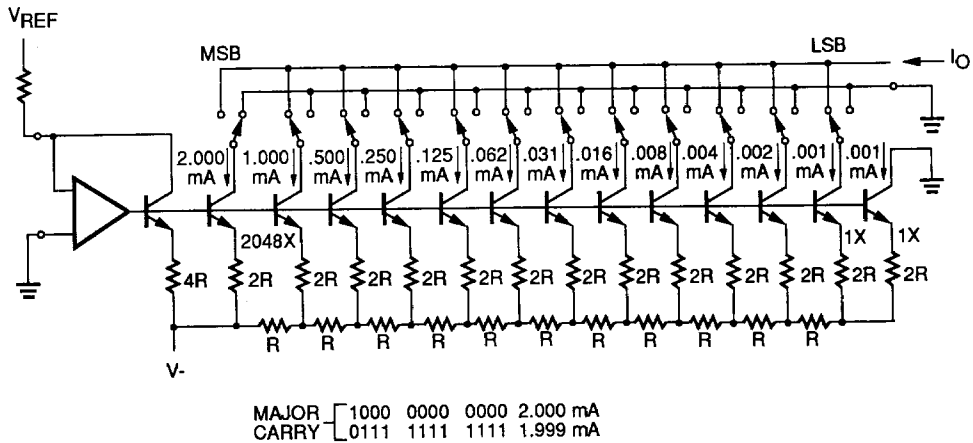 VREF
MSB
LSB
IO
2.000 mA
1.000 mA
.500 mA
.250 mA
.125 mA
.062 mA
.031 mA
.016 mA
.008 mA
.004 mA
.002 mA
.001 mA
.001 mA
2048X
1X
1X
4R 2R 2R 2R 2R 2R 2R 2R 2R 2R 2R 2R 2R 2R
R R R R R R R R R R R
V-
MAJOR 1000 0000 0000 2.000 mA
CARRY 0111 1111 1111 1.999 mA